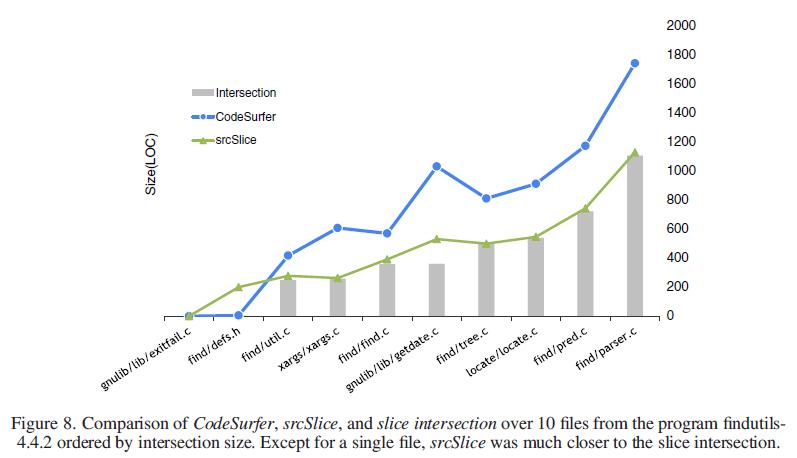 2000
1800
1600
1400
1200
1000
800
600
400
200
0
Intersection
CodeSurfer
srcSlice
Size(LOC)
gnulib/lib/exitfail.c
find/defs.h
find/util.c
xargs/xargs.c
find/find.c
gnulib/lib/getdate.c
find/tree.c
locate/locate.c
find/pred.c
find/parser.c
Figure 8. Comparison of CodeSurfer, srcSlice, and slice intersection over 10 files from the program findutils-
4.4.2 ordered by intersection size. Except for a single file, srcSlice was much closer to the slice intersection.